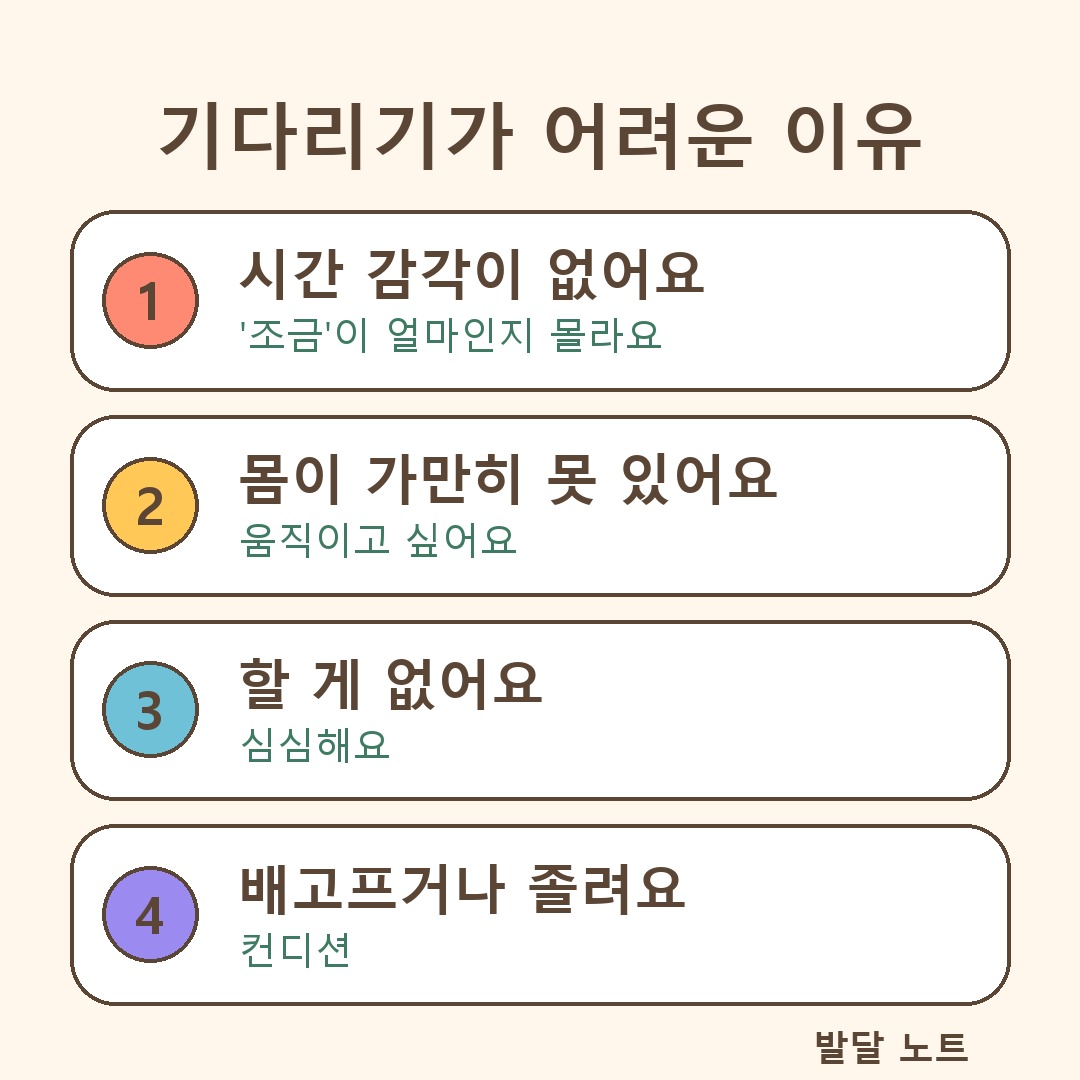 기다리기가 어려운 이유
1
시간 감각이 없어요
'조금'이 얼마인지 몰라요
2
몸이 가만히 못 있어요
움직이고 싶어요
3
할 게 없어요
심심해요
4
배고프거나 졸려요
컨디션
발달 노트